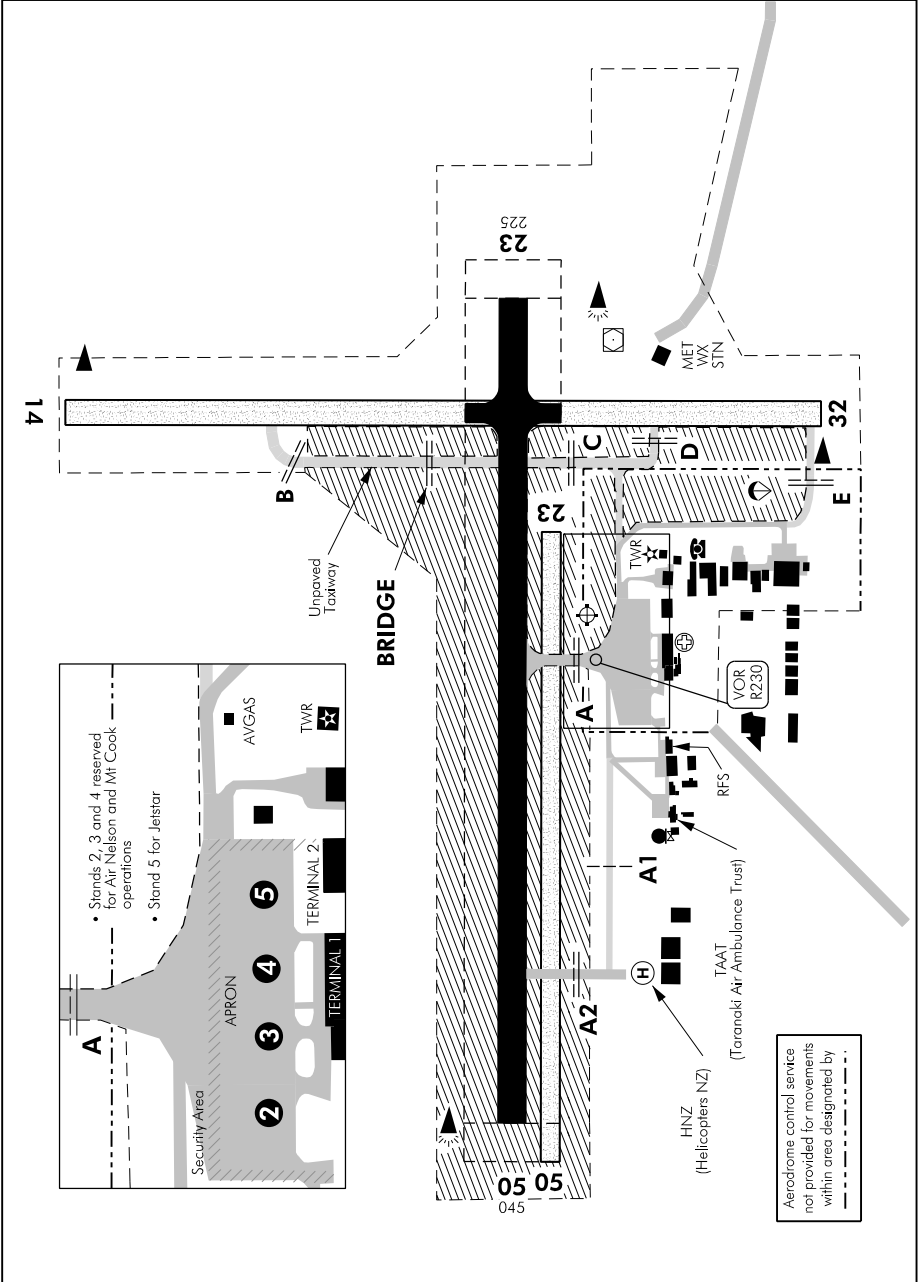 A
• Stands 2, 3 and 4 reserved
for Air Nelson and Mt Cook
operations
• Stand 5 for Jetstar
Security Area
APRON
AVGAS
TWR
2
3
4
5
TERMINAL 1
TERMINAL 2
14
B
Unpaved
Taxiway
BRIDGE
23
225
23
C
D
E
32
MET
WX
STN
TWR
A
VOR
R230
RFS
A1
A2
H
05
045
05
TAAT
(Taranaki Air Ambulance Trust)
HNZ
(Helicopters NZ)
Aerodrome control service
not provided for movements
within area designated by